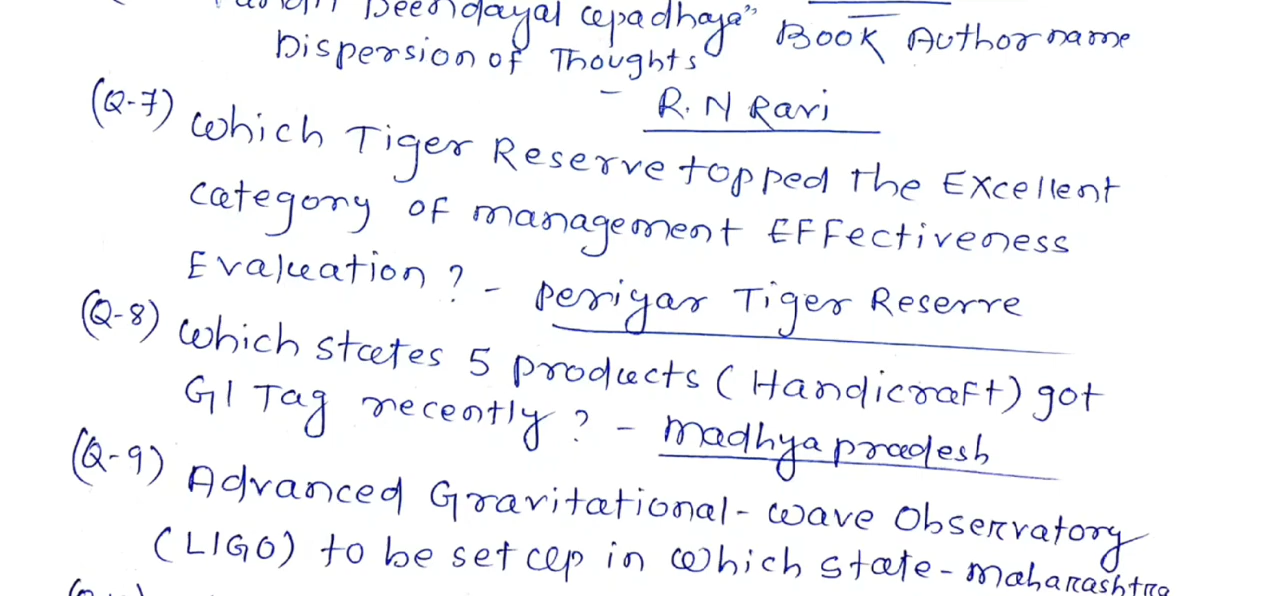 Deendayal Upadhaya" Book Author name
Dispersion of Thoughts
- R. N Ravi
(Q-7) Which Tiger Reserve topped the Excellent
category of management Effectiveness
Evaluation ? - Periyar Tiger Reserve
(Q-8) Which states 5 products (Handicraft) got
GI Tag recently ? - Madhya pradesh
(Q-9) Advanced Gravitational-wave Observatory
(LIGO) to be set up in which state - Maharashtra